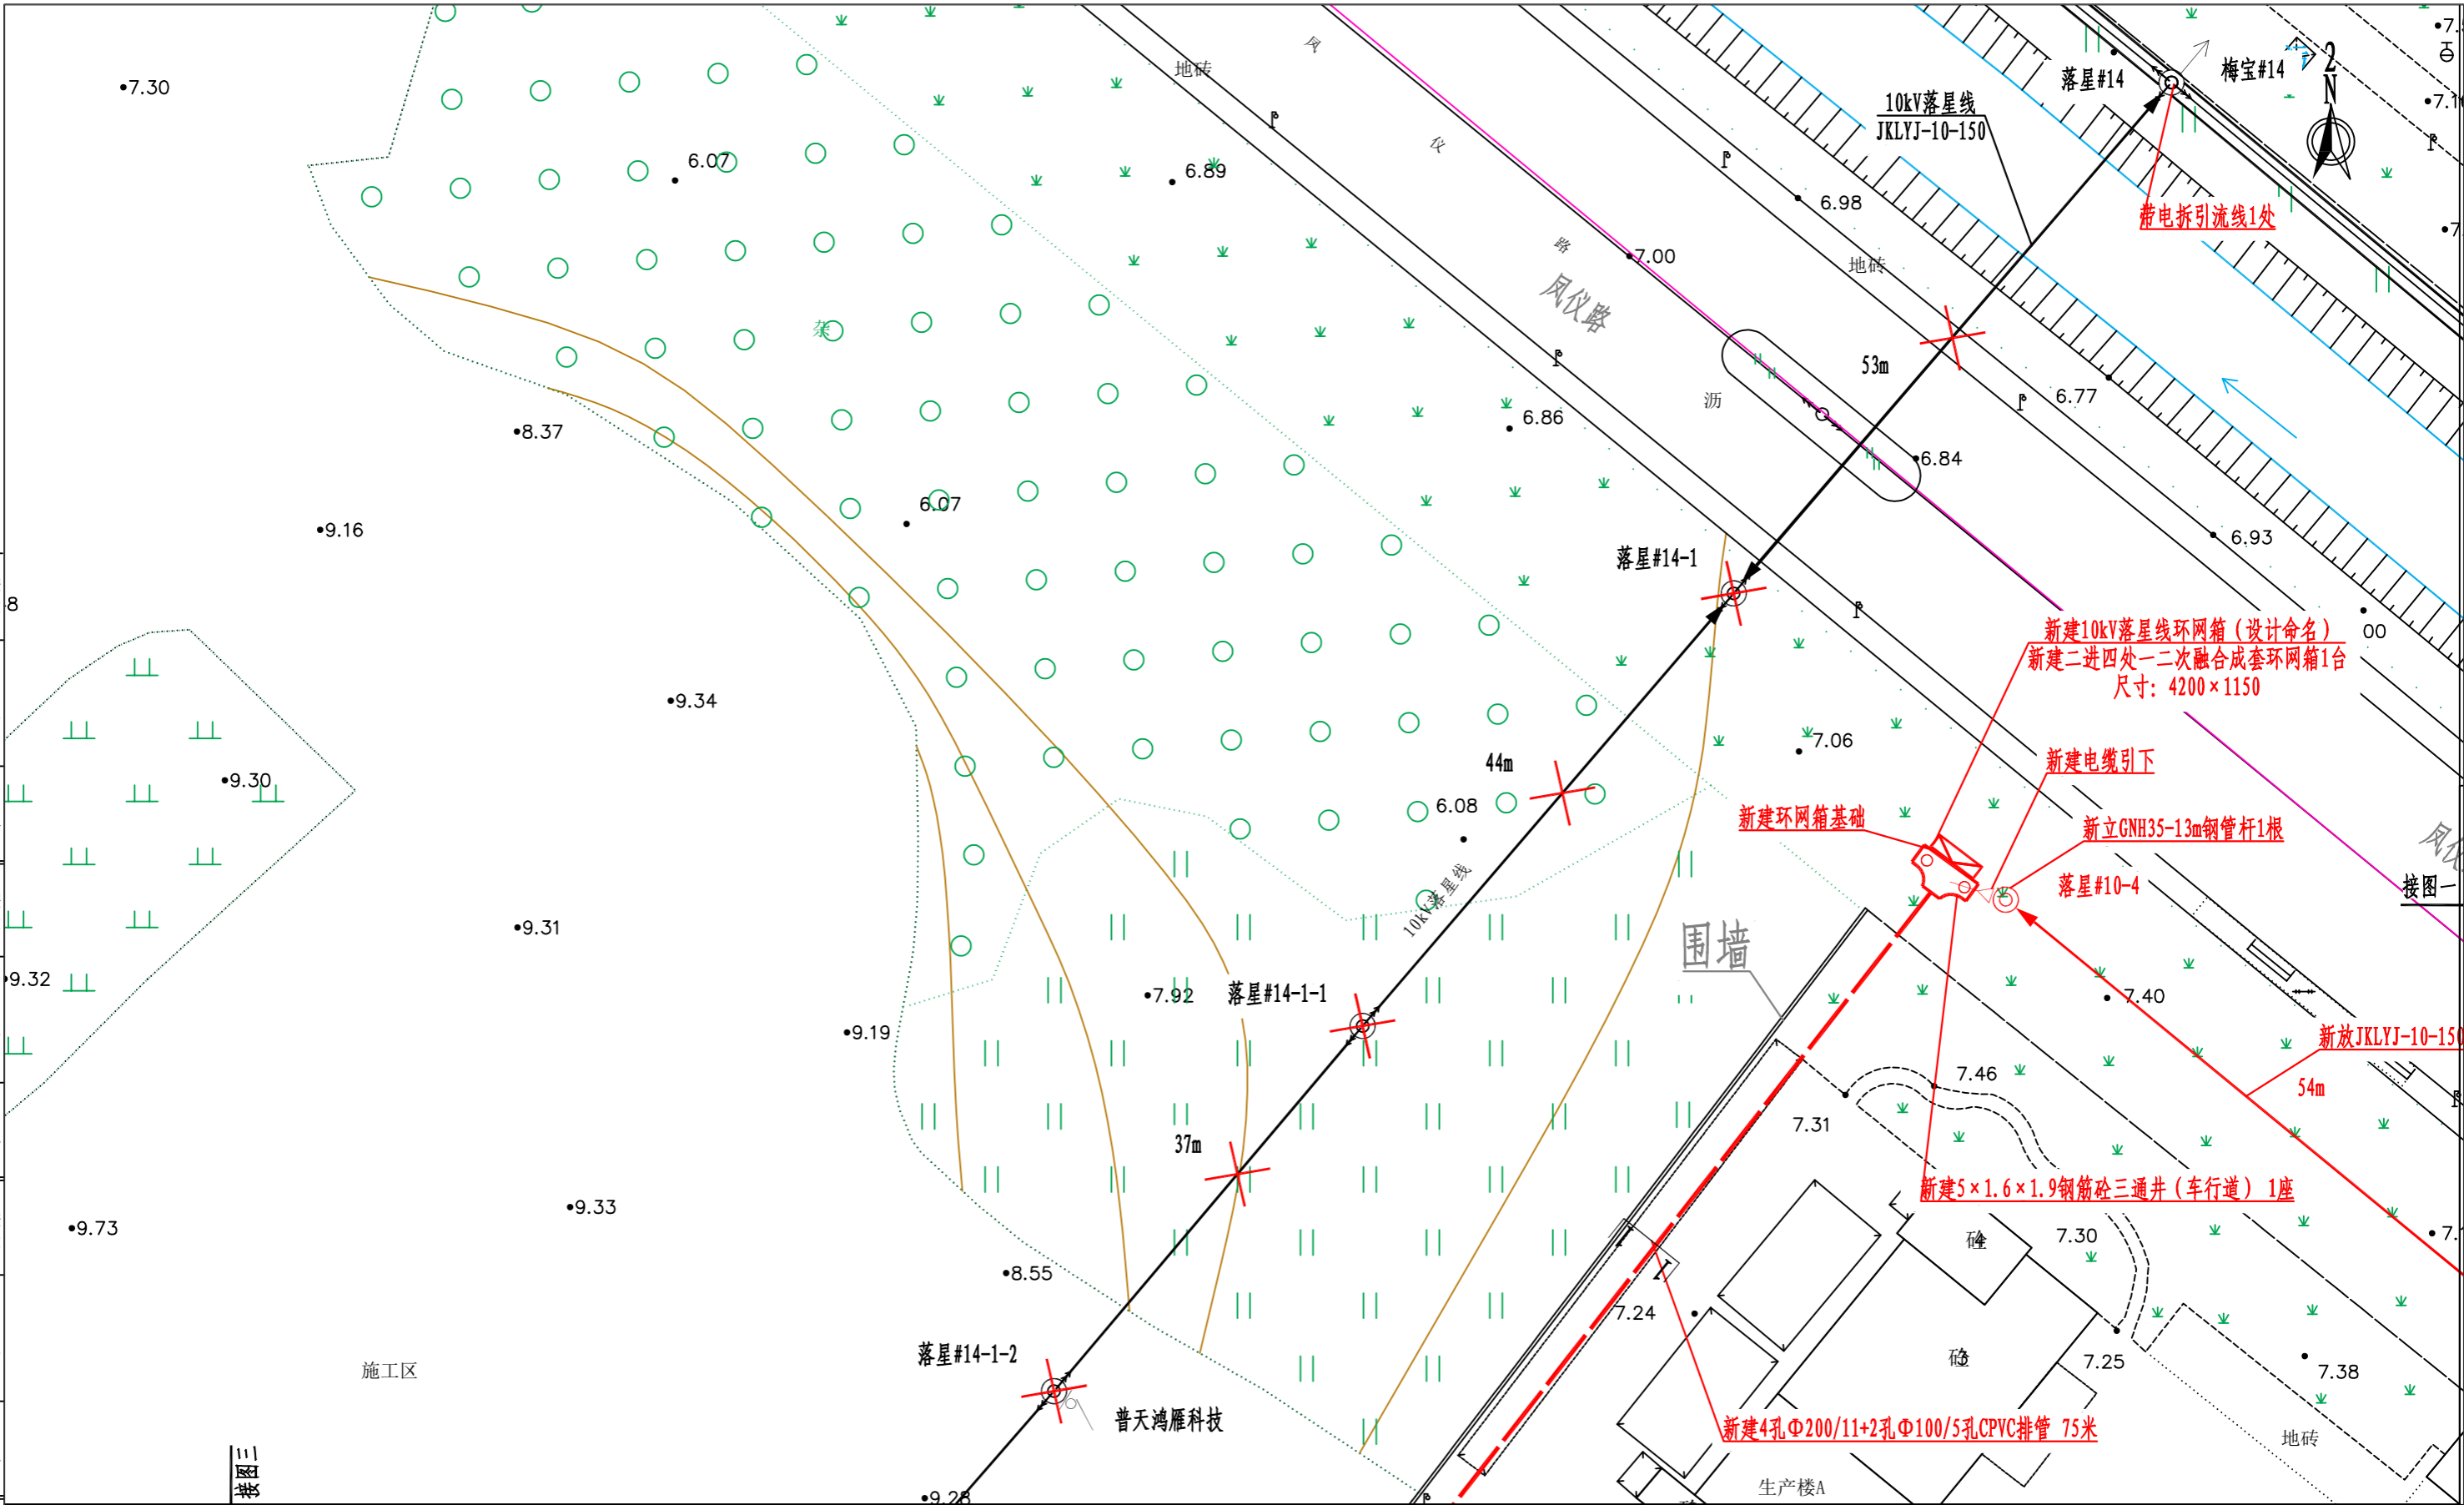 7.30
地砖
凤
仪
路
凤仪路
沥
10kV落星线
JKLYJ-10-150
落星#14
梅宝#14
2
N
带电拆引流线1处
6.07
6.89
6.98
7.00
地砖
杂
53m
6.77
6.86
6.84
8.37
9.16
6.07
6.93
落星#14-1
8
新建10kV落星线环网箱（设计命名）
新建二进四处一二次融合成套环网箱1台
尺寸: 4200×1150
00
9.34
9.30
7.06
44m
6.08
新建电缆引下
新建环网箱基础
新立GNH35-13m钢管杆1根
落星#10-4
接图一
10kV落星线
围墙
9.31
9.32
7.92
落星#14-1-1
9.19
7.40
新放JKLYJ-10-150
54m
7.46
7.31
37m
新建5×1.6×1.9钢筋砼三通井（车行道） 1座
9.73
9.33
8.55
砼
4
7.30
7.24
砼
3
7.25
7.38
落星#14-1-2
施工区
普天鸿雁科技
新建4孔Φ200/11+2孔Φ100/5孔CPVC排管 75米
地砖
接图三
生产楼A
9.28